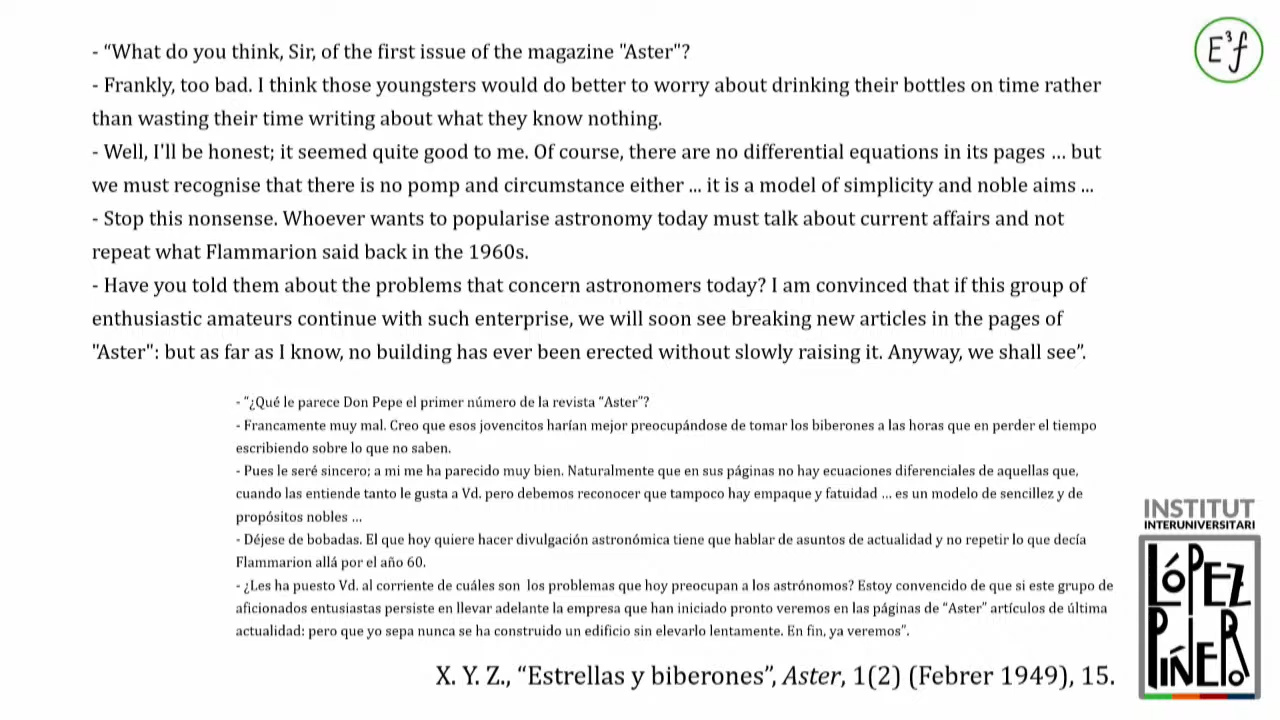 - “What do you think, Sir, of the first issue of the magazine "Aster"?
- Frankly, too bad. I think those youngsters would do better to worry about drinking their bottles on time rather
than wasting their time writing about what they know nothing.
- Well, I'll be honest; it seemed quite good to me. Of course, there are no differential equations in its pages ... but
we must recognise that there is no pomp and circumstance either ... it is a model of simplicity and noble aims ...
- Stop this nonsense. Whoever wants to popularise astronomy today must talk about current affairs and not
repeat what Flammarion said back in the 1960s.
- Have you told them about the problems that concern astronomers today? I am convinced that if this group of
enthusiastic amateurs continue with such enterprise, we will soon see breaking new articles in the pages of
"Aster": but as far as I know, no building has ever been erected without slowly raising it. Anyway, we shall see”.
- “¿Qué le parece Don Pepe el primer número de la revista “Aster”?
- Francamente muy mal. Creo que esos jovencitos harían mejor preocupándose de tomar los biberones a las horas que en perder el tiempo
escribiendo sobre lo que no saben.
- Pues le seré sincero; a mi me ha parecido muy bien. Naturalmente que en sus páginas no hay ecuaciones diferenciales de aquellas que,
cuando las entiende tanto le gusta a Vd. pero debemos reconocer que tampoco hay empaque y fatuidad ... es un modelo de sencillez y de
propósitos nobles ...
- Déjese de bobadas. El que hoy quiere hacer divulgación astronómica tiene que hablar de asuntos de actualidad y no repetir lo que decía
Flammarion allá por el año 60.
- ¿Les ha puesto Vd. al corriente de cuáles son los problemas que hoy preocupan a los astrónomos? Estoy convencido de que si este grupo de
aficionados entusiastas persiste en llevar adelante la empresa que han iniciado pronto veremos en las páginas de “Aster” artículos de última
actualidad: pero que yo sepa nunca se ha construido un edificio sin elevarlo lentamente. En fin, ya veremos”.
X. Y. Z., “Estrellas y biberones”, Aster, 1(2) (Febrer 1949), 15.
E³f
INSTITUT
INTERUNIVERSITARI
LÓPEZ
PIÑERO